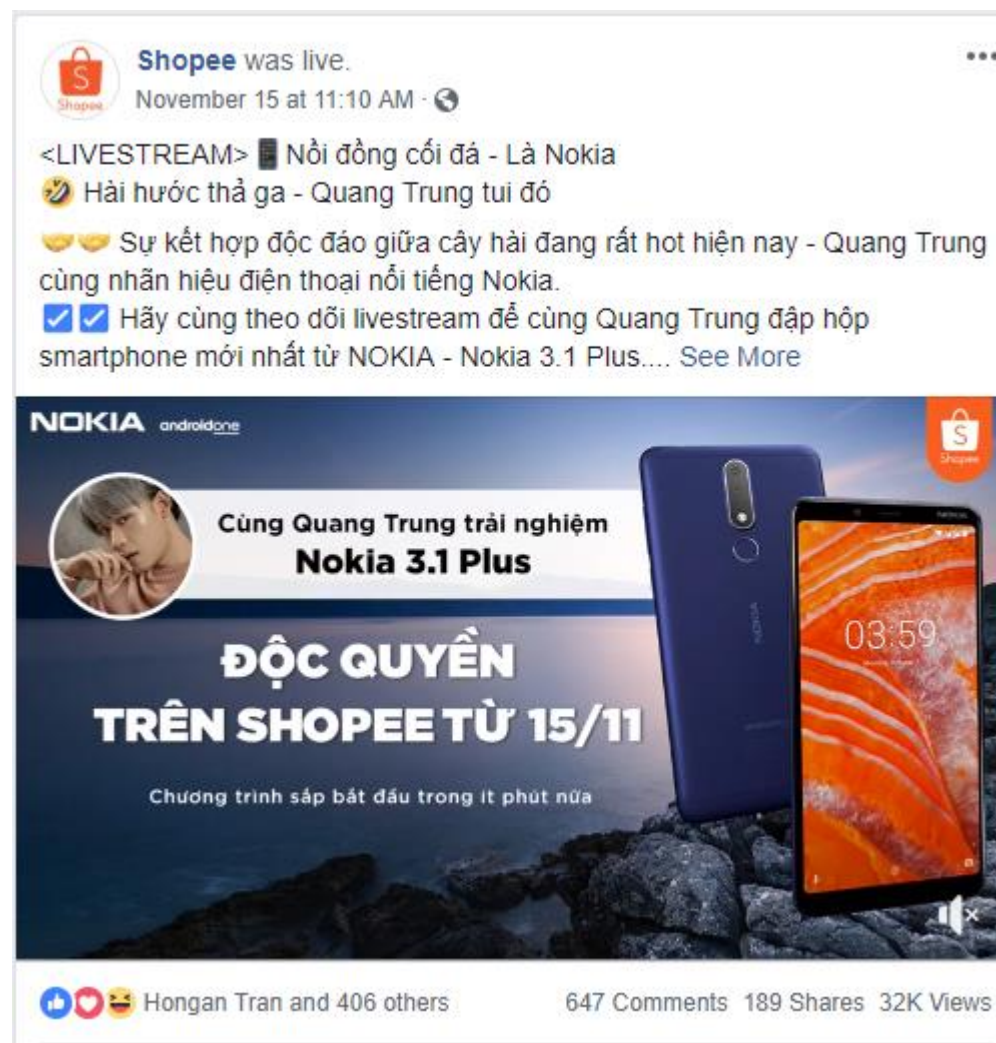 Shopee was live.
November 15 at 11:10 AM ·
Shopee
<LIVESTREAM> Nồi đồng cối đá - Là Nokia
Hài hước thả ga - Quang Trung tui đó
Sự kết hợp độc đáo giữa cây hài đang rất hot hiện nay - Quang Trung
cùng nhãn hiệu điện thoại nổi tiếng Nokia.
Hãy cùng theo dõi livestream để cùng Quang Trung đập hộp
smartphone mới nhất từ NOKIA - Nokia 3.1 Plus.... See More
NOKIA androidone
Shopee
Cùng Quang Trung trải nghiệm
Nokia 3.1 Plus
ĐỘC QUYỀN
TRÊN SHOPEE TỪ 15/11
Chương trình sắp bắt đầu trong ít phút nữa
NOKIA
NOKIA
03:59
Hongan Tran and 406 others 647 Comments 189 Shares 32K Views